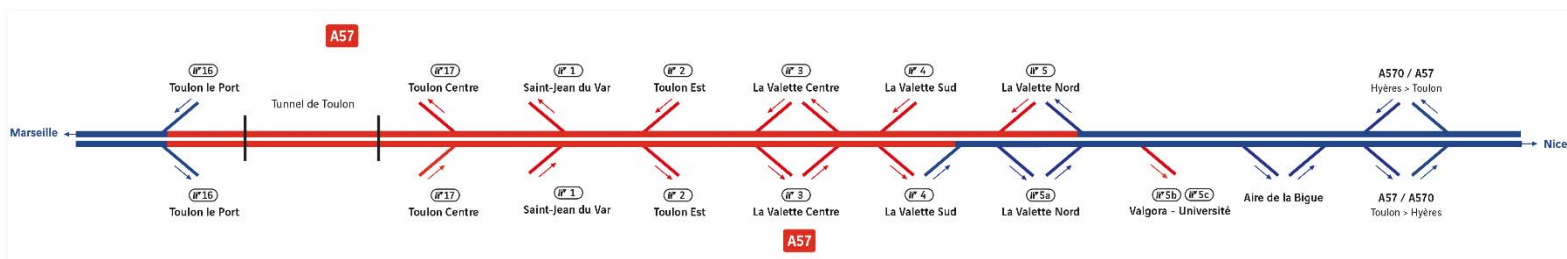 A57
16
Toulon le Port
Tunnel de Toulon
17
Toulon Centre
1
Saint-Jean du Var
2
Toulon Est
3
La Valette Centre
4
La Valette Sud
5
La Valette Nord
A570 / A57
Hyères > Toulon
Marseille
Nice
16
Toulon le Port
17
Toulon Centre
1
Saint-Jean du Var
2
Toulon Est
3
La Valette Centre
4
La Valette Sud
5a
La Valette Nord
5b 5c
Valgora - Université
Aire de la Bigue
A57 / A570
Toulon > Hyères
A57